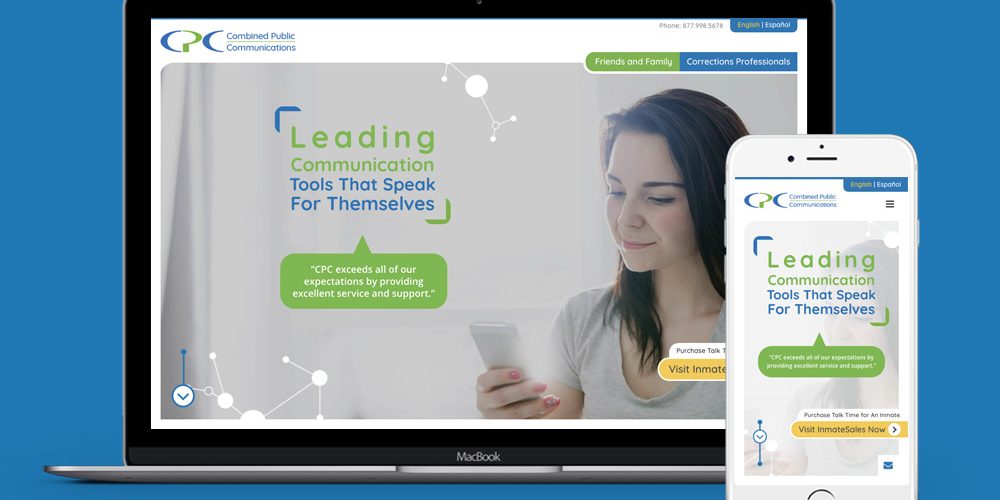 Phone: 877.998.5678
English | Español
CPC Combined Public
Communications
Friends and Family
Corrections Professionals
Leading
Communication
Tools That Speak
For Themselves
“CPC exceeds all of our
expectations by providing
excellent service and support.”
Purchase Talk T
Visit Inmate
MacBook
English | Español
CPC Combined Public
Communications
Leading
Communication
Tools That Speak
For Themselves
“CPC exceeds all of our expectations by
providing excellent service and support.”
Purchase Talk Time for An Inmate.
Visit InmateSales Now